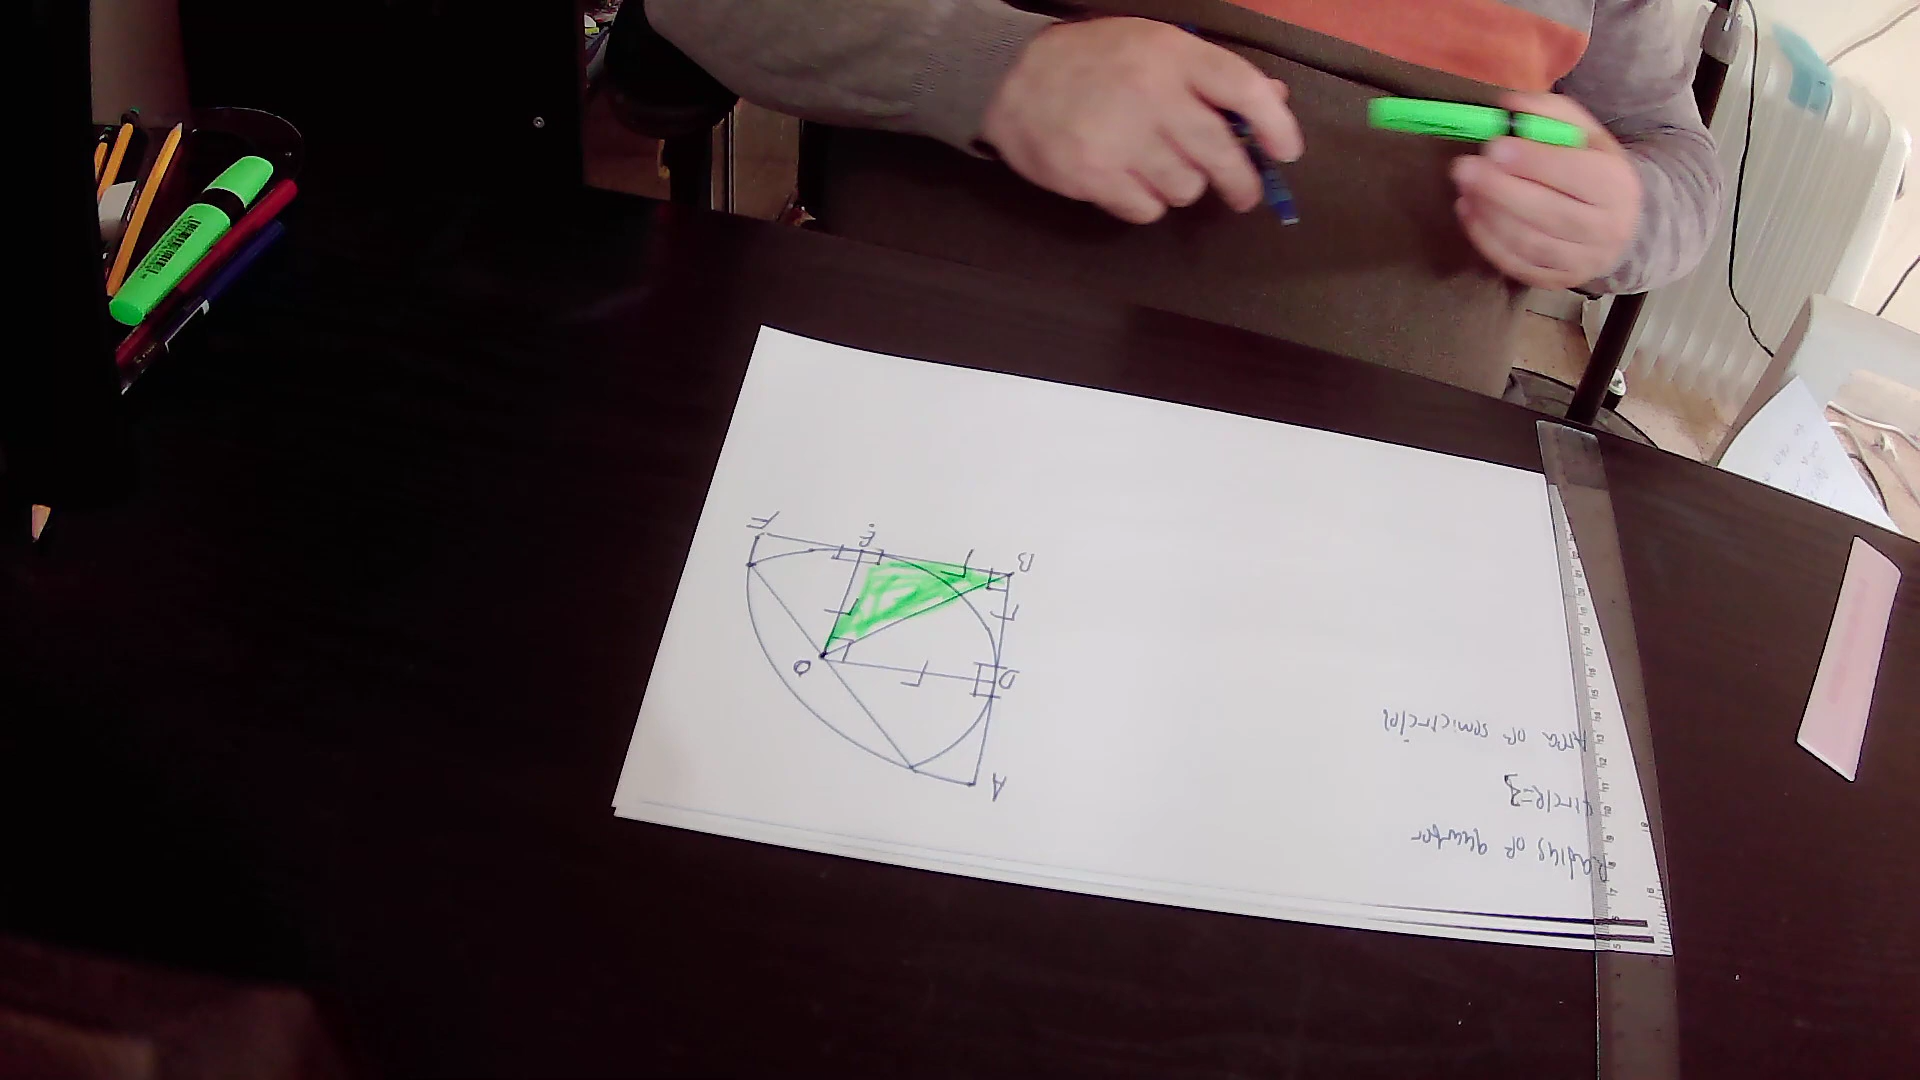 Radius of quarter
circle=3
Area of semicircle
A
D
r
r
B
r
O
r
E
F